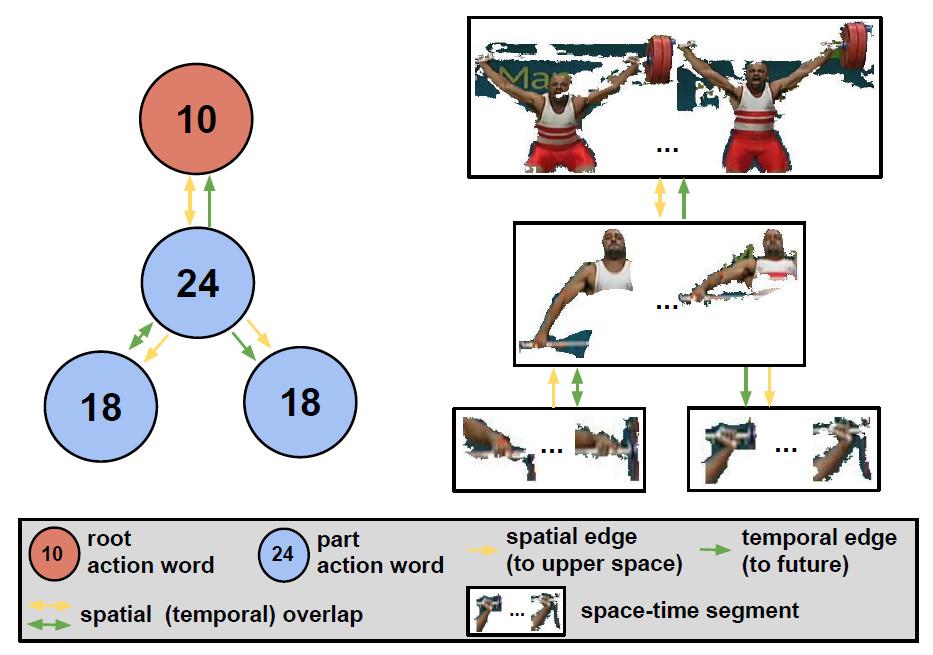 10
24
18
18
Man
...
...
...
...
root
action word
10
part
action word
24
spatial edge
(to upper space)
temporal edge
(to future)
spatial (temporal) overlap
...
space-time segment